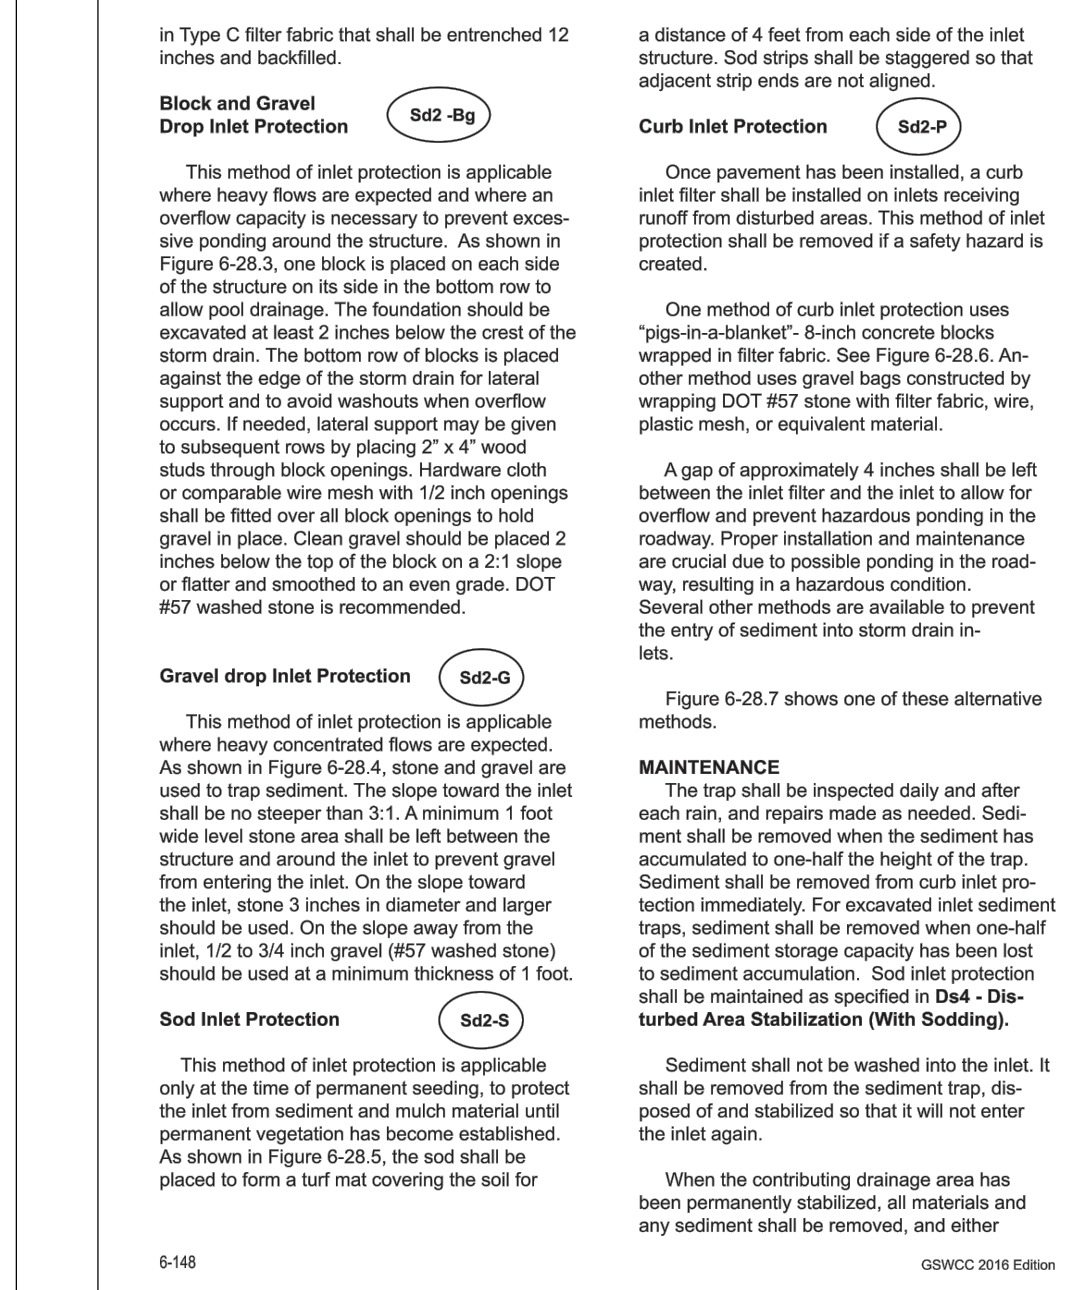 in Type C filter fabric that shall be entrenched 12
inches and backfilled.
Block and Gravel
Drop Inlet Protection
Sd2 -Bg
This method of inlet protection is applicable
where heavy flows are expected and where an
overflow capacity is necessary to prevent exces-
sive ponding around the structure.  As shown in
Figure 6-28.3, one block is placed on each side
of the structure on its side in the bottom row to
allow pool drainage. The foundation should be
excavated at least 2 inches below the crest of the
storm drain. The bottom row of blocks is placed
against the edge of the storm drain for lateral
support and to avoid washouts when overflow
occurs. If needed, lateral support may be given
to subsequent rows by placing 2” x 4” wood
studs through block openings. Hardware cloth
or comparable wire mesh with 1/2 inch openings
shall be fitted over all block openings to hold
gravel in place. Clean gravel should be placed 2
inches below the top of the block on a 2:1 slope
or flatter and smoothed to an even grade. DOT
#57 washed stone is recommended.
Gravel drop Inlet Protection
Sd2-G
This method of inlet protection is applicable
where heavy concentrated flows are expected.
As shown in Figure 6-28.4, stone and gravel are
used to trap sediment. The slope toward the inlet
shall be no steeper than 3:1. A minimum 1 foot
wide level stone area shall be left between the
structure and around the inlet to prevent gravel
from entering the inlet. On the slope toward
the inlet, stone 3 inches in diameter and larger
should be used. On the slope away from the
inlet, 1/2 to 3/4 inch gravel (#57 washed stone)
should be used at a minimum thickness of 1 foot.
Sod Inlet Protection
Sd2-S
This method of inlet protection is applicable
only at the time of permanent seeding, to protect
the inlet from sediment and mulch material until
permanent vegetation has become established.
As shown in Figure 6-28.5, the sod shall be
placed to form a turf mat covering the soil for
a distance of 4 feet from each side of the inlet
structure. Sod strips shall be staggered so that
adjacent strip ends are not aligned.
Curb Inlet Protection
Sd2-P
Once pavement has been installed, a curb
inlet filter shall be installed on inlets receiving
runoff from disturbed areas. This method of inlet
protection shall be removed if a safety hazard is
created.
One method of curb inlet protection uses
“pigs-in-a-blanket”- 8-inch concrete blocks
wrapped in filter fabric. See Figure 6-28.6. An-
other method uses gravel bags constructed by
wrapping DOT #57 stone with filter fabric, wire,
plastic mesh, or equivalent material.
A gap of approximately 4 inches shall be left
between the inlet filter and the inlet to allow for
overflow and prevent hazardous ponding in the
roadway. Proper installation and maintenance
are crucial due to possible ponding in the road-
way, resulting in a hazardous condition.
Several other methods are available to prevent
the entry of sediment into storm drain in-
lets.
Figure 6-28.7 shows one of these alternative
methods.
MAINTENANCE
The trap shall be inspected daily and after
each rain, and repairs made as needed. Sedi-
ment shall be removed when the sediment has
accumulated to one-half the height of the trap.
Sediment shall be removed from curb inlet pro-
tection immediately. For excavated inlet sediment
traps, sediment shall be removed when one-half
of the sediment storage capacity has been lost
to sediment accumulation.  Sod inlet protection
shall be maintained as specified in Ds4 - Dis-
turbed Area Stabilization (With Sodding).
Sediment shall not be washed into the inlet. It
shall be removed from the sediment trap, dis-
posed of and stabilized so that it will not enter
the inlet again.
When the contributing drainage area has
been permanently stabilized, all materials and
any sediment shall be removed, and either
6-148
GSWCC 2016 Edition